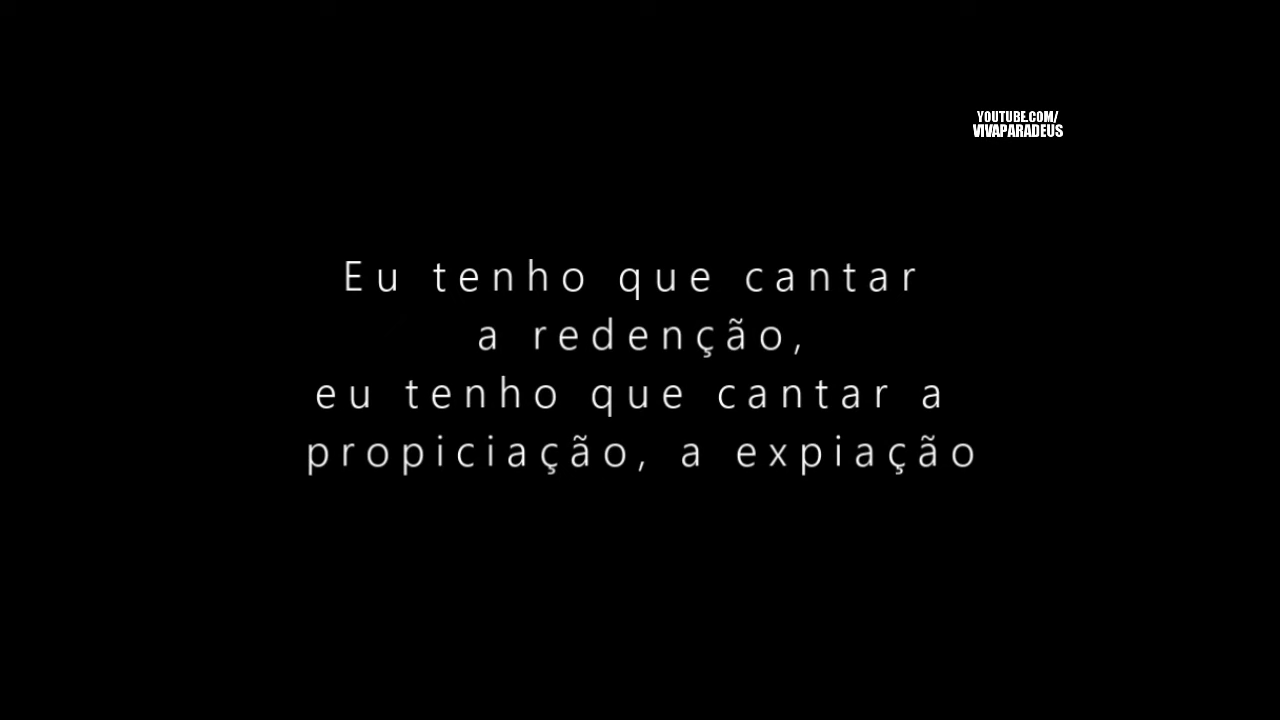 YOUTUBE.COM/
VIVAPARADEUS
Eu tenho que cantar
a redenção,
eu tenho que cantar a
propiciação, a expiação